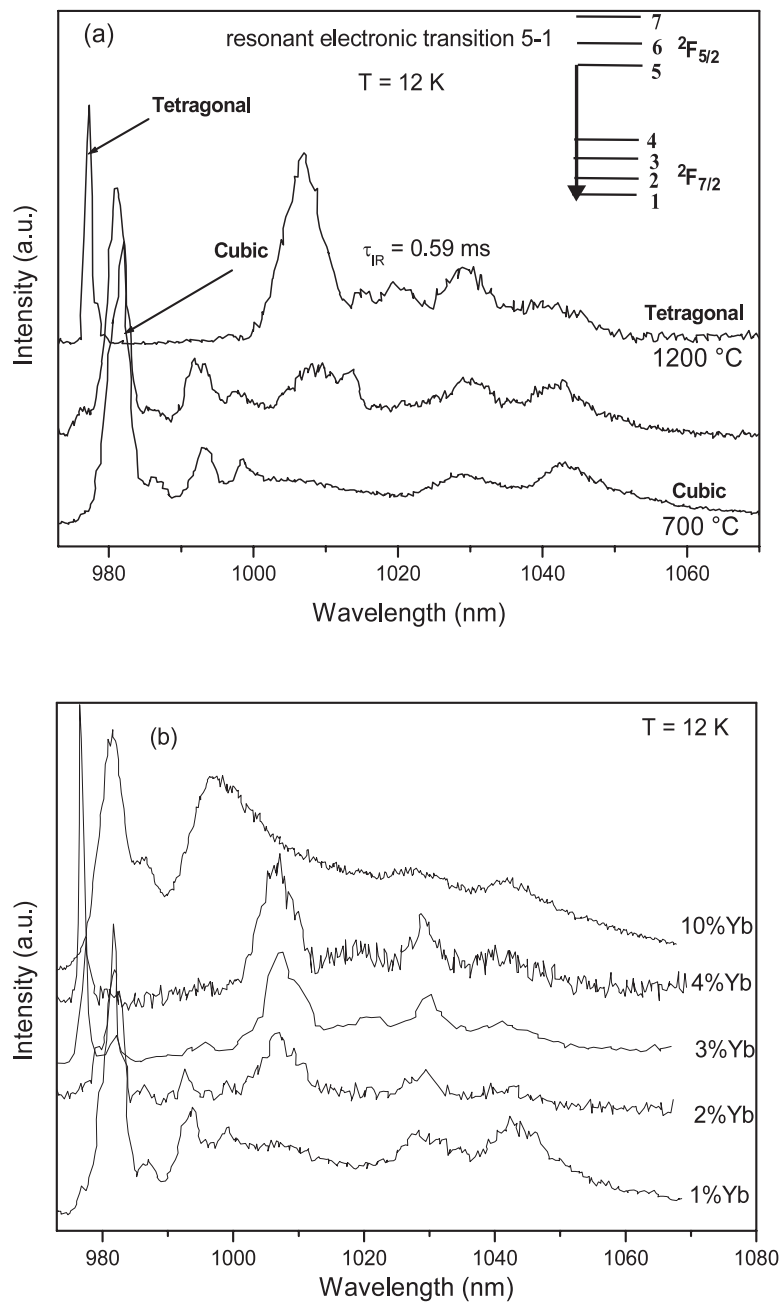 (a)
resonant electronic transition 5-1
T = 12 K
7
6
²F5/2
5
4
3
2
²F7/2
1
Tetragonal
Cubic
τIR = 0.59 ms
Tetragonal
1200 °C
Cubic
700 °C
Intensity (a.u.)
980 1000 1020 1040 1060
Wavelength (nm)
(b)
T = 12 K
10%Yb
4%Yb
3%Yb
2%Yb
1%Yb
Intensity (a.u.)
980 1000 1020 1040 1060 1080
Wavelength (nm)